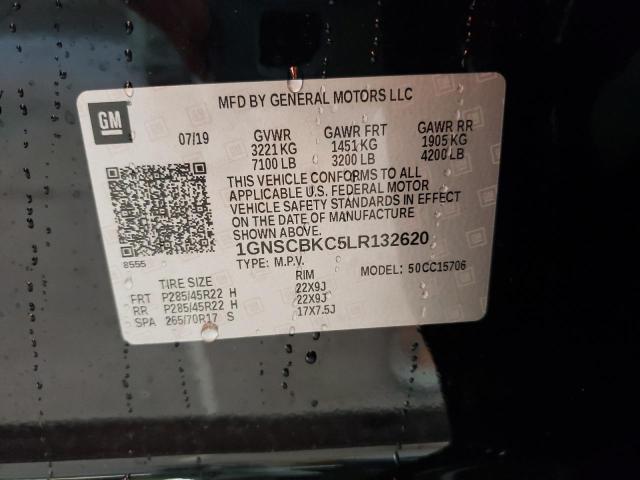 MFD BY GENERAL MOTORS LLC
GM
07/19 GVWR GAWR FRT GAWR RR
3221 KG 1451 KG 1905 KG
7100 LB 3200 LB 4200 LB
THIS VEHICLE CONFORMS TO ALL
APPLICABLE U.S. FEDERAL MOTOR
VEHICLE SAFETY STANDARDS IN EFFECT
ON THE DATE OF MANUFACTURE
SHOWN ABOVE.
1GNSCBKC5LR132620
8555
TYPE: M.P.V. MODEL: 50CC15706
TIRE SIZE RIM
FRT P285/45R22 H 22X9J
RR P285/45R22 H 22X9J
SPA 265/70R17 S 17X7.5J